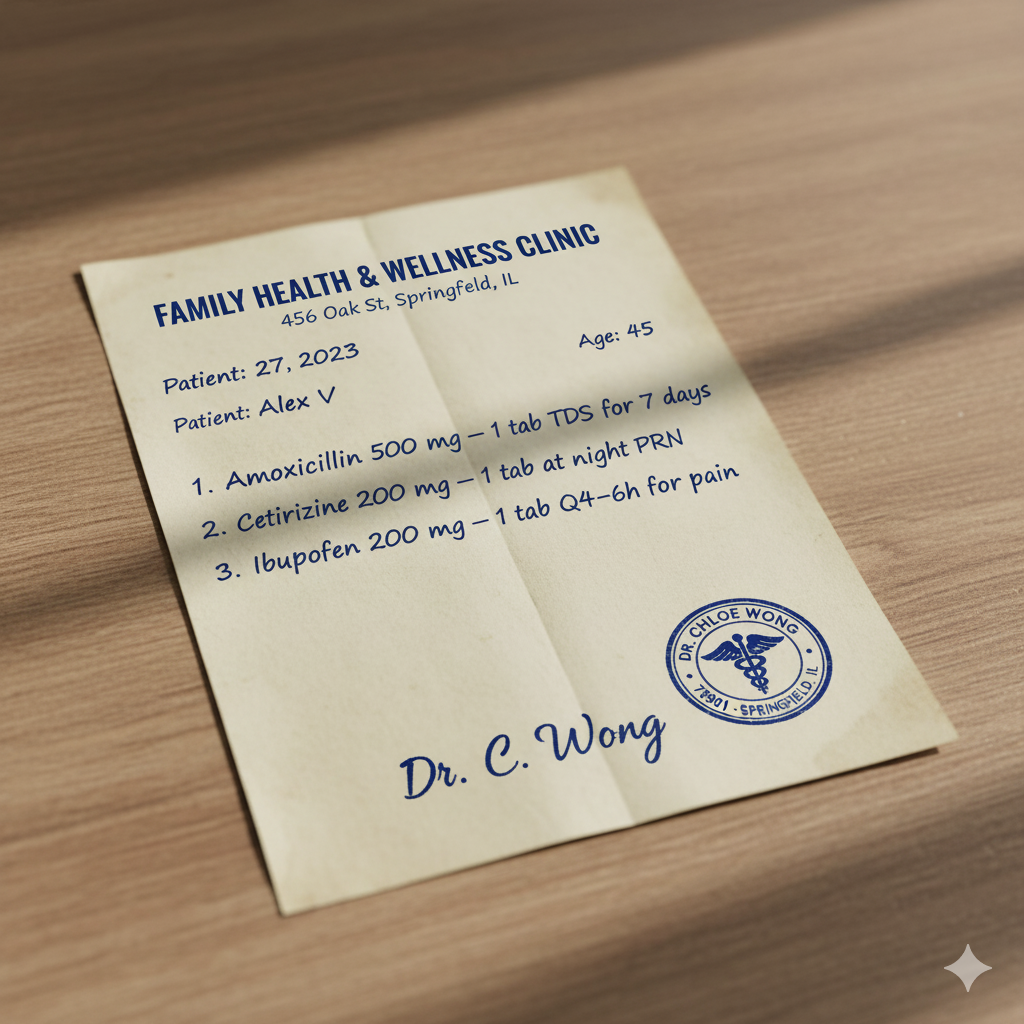 FAMILY HEALTH & WELLNESS CLINIC
456 Oak St, Springfeld, IL
Patient: 27, 2023
Age: 45
Patient: Alex V
1. Amoxicillin 500 mg – 1 tab TDS for 7 days
2. Cetirizine 200 mg – 1 tab at night PRN
3. Ibupofen 200 mg – 1 tab Q4–6h for pain
DR. CHLOE WONG
SPRINGFIELD, IL
Dr. C. Wong